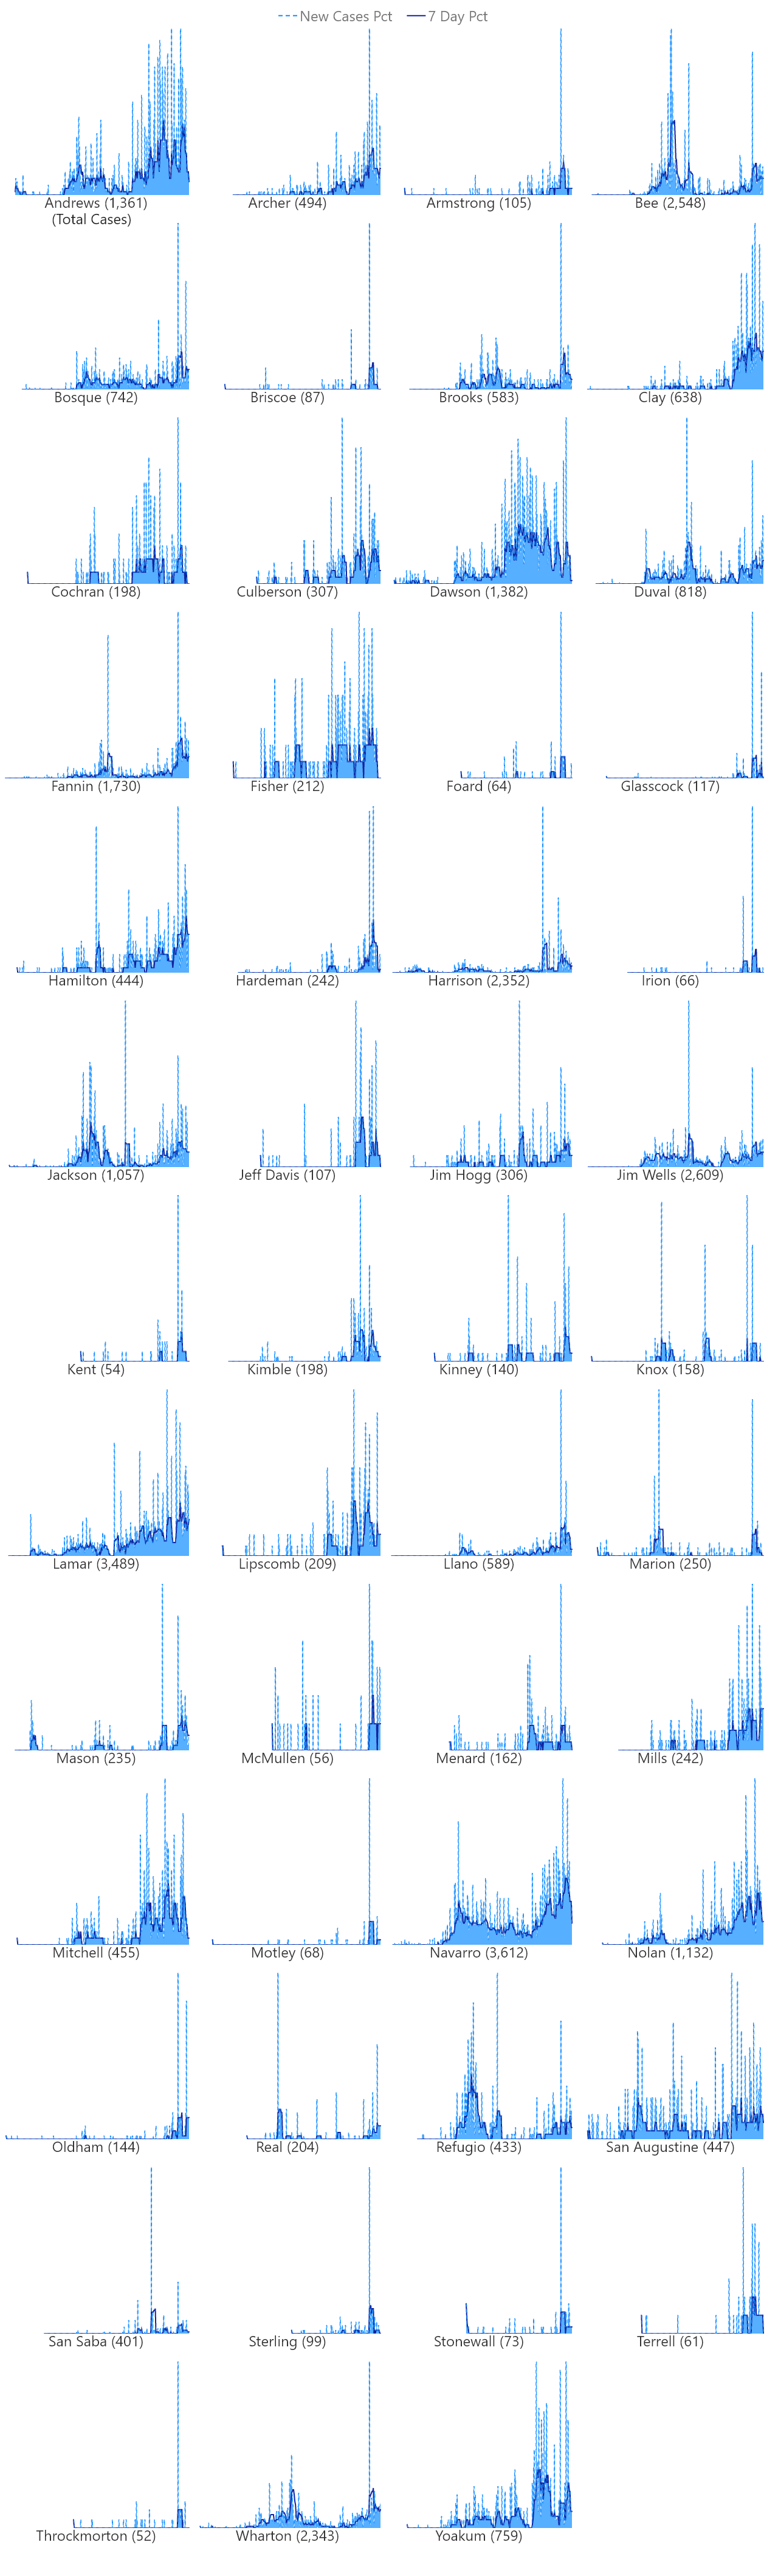 New Cases Pct 7 Day Pct
Andrews (1,361) Archer (494) Armstrong (105) Bee (2,548)
(Total Cases)
Bosque (742) Briscoe (87) Brooks (583) Clay (638)
Cochran (198) Culberson (307) Dawson (1,382) Duval (818)
Fannin (1,730) Fisher (212) Foard (64) Glasscock (117)
Hamilton (444) Hardeman (242) Harrison (2,352) Irion (66)
Jackson (1,057) Jeff Davis (107) Jim Hogg (306) Jim Wells (2,609)
Kent (54) Kimble (198) Kinney (140) Knox (158)
Lamar (3,489) Lipscomb (209) Llano (589) Marion (250)
Mason (235) McMullen (56) Menard (162) Mills (242)
Mitchell (455) Motley (68) Navarro (3,612) Nolan (1,132)
Oldham (144) Real (204) Refugio (433) San Augustine (447)
San Saba (401) Sterling (99) Stonewall (73) Terrell (61)
Throckmorton (52) Wharton (2,343) Yoakum (759)